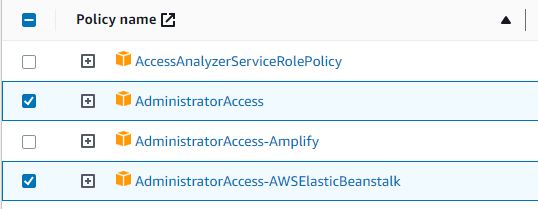 Policy name
AccessAnalyzerServiceRolePolicy
AdministratorAccess
AdministratorAccess-Amplify
AdministratorAccess-AWSElasticBeanstalk